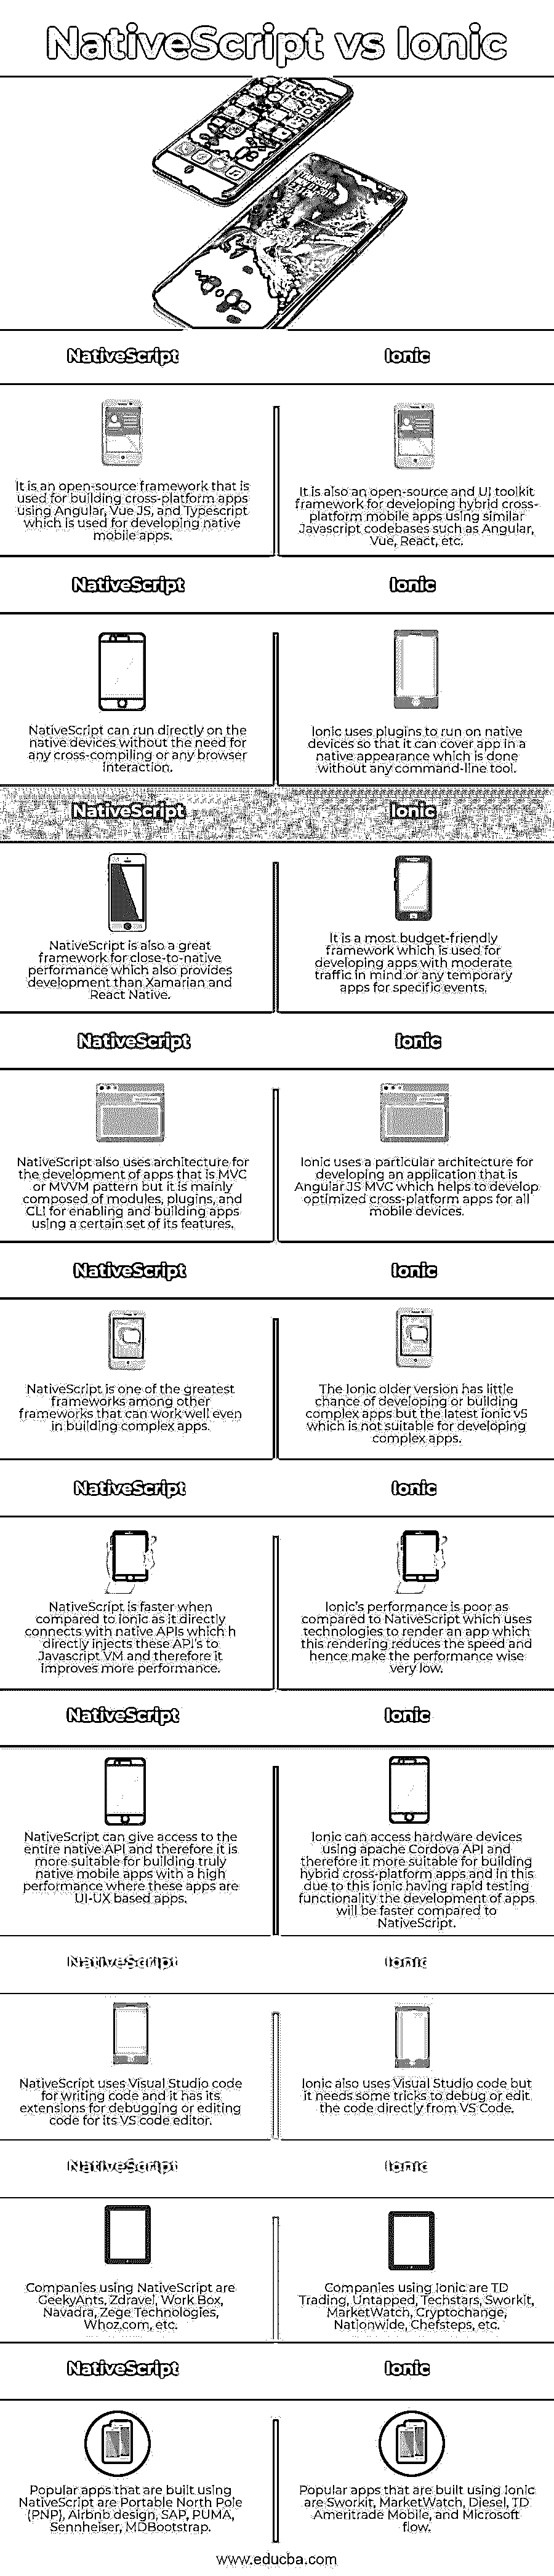 NativeScript vs Ionic
NativeScript
Ionic
It is an open-source framework that is
used for building cross-platform apps
using Angular, Vue JS, and Typescript
which is used for developing native
mobile apps.
It is also an open-source and UI toolkit
framework for developing hybrid cross-
platform mobile apps using similar
Javascript codebases such as Angular,
Vue, React, etc.
NativeScript
Ionic
NativeScript can run directly on the
native devices without the need for
any cross-compiling or any browser
interaction.
Ionic uses plugins to run on native
devices so that it can cover app in a
native appearance which is done
without any command-line tool.
NativeScript
Ionic
NativeScript is also a great
framework for close-to-native
performance which also provides
development than Xamarian and
React Native.
It is a most budget-friendly
framework which is used for
developing apps with moderate
traffic in mind or any temporary
apps for specific events.
NativeScript
Ionic
NativeScript also uses architecture for
the development of apps that is MVC
or MVVM pattern but it is mainly
composed of modules, plugins, and
CLI for enabling and building apps
using a certain set of its features.
Ionic uses a particular architecture for
developing an application that is
Angular JS MVC which helps to develop
optimized cross-platform apps for all
mobile devices.
NativeScript
Ionic
NativeScript is one of the greatest
frameworks among other
frameworks that can work well even
in building complex apps.
The Ionic older version has little
chance of developing or building
complex apps but the latest ionic v5
which is not suitable for developing
complex apps.
NativeScript
Ionic
NativeScript is faster when
compared to ionic as it directly
connects with native APIs which h
directly injects these API's to
Javascript VM and therefore it
improves more performance.
Ionic's performance is poor as
compared to NativeScript which uses
technologies to render an app which
this rendering reduces the speed and
hence make the performance wise
very low.
NativeScript
Ionic
NativeScript can give access to the
entire native API and therefore it is
more suitable for building truly
native mobile apps with a high
performance where these apps are
UI-UX based apps.
Ionic can access hardware devices
using apache Cordova API and
therefore it more suitable for building
hybrid cross-platform apps and in this
due to this ionic having rapid testing
functionality the development of apps
will be faster compared to
NativeScript.
NativeScript
Ionic
NativeScript uses Visual Studio code
for writing code and it has its
extensions for debugging or editing
code for its VS code editor.
Ionic also uses Visual Studio code but
it needs some tricks to debug or edit
the code directly from VS Code.
NativeScript
Ionic
Companies using NativeScript are
GeekyAnts, Zdravel, Work Box,
Navadra, Zege Technologies,
Whoz.com, etc.
Companies using Ionic are TD
Trading, Untapped, Techstars, Sworkit,
MarketWatch, Cryptochange,
Nationwide, Chefsteps, etc.
NativeScript
Ionic
Popular apps that are built using
NativeScript are Portable North Pole
(PNP), Airbnb design, SAP, PUMA,
Sennheiser, MDBootstrap.
Popular apps that are built using Ionic
are Sworkit, MarketWatch, Diesel, TD
Ameritrade Mobile, and Microsoft
flow.
www.educba.com